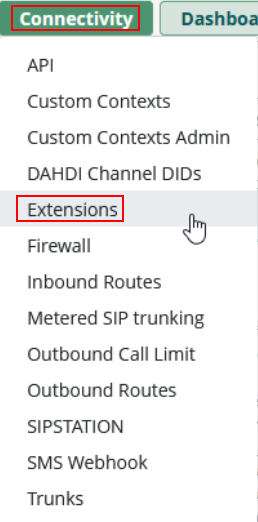 Connectivity
Dashboa
API
Custom Contexts
Custom Contexts Admin
DAHDI Channel DIDs
Extensions
Firewall
Inbound Routes
Metered SIP trunking
Outbound Call Limit
Outbound Routes
SIPSTATION
SMS Webhook
Trunks